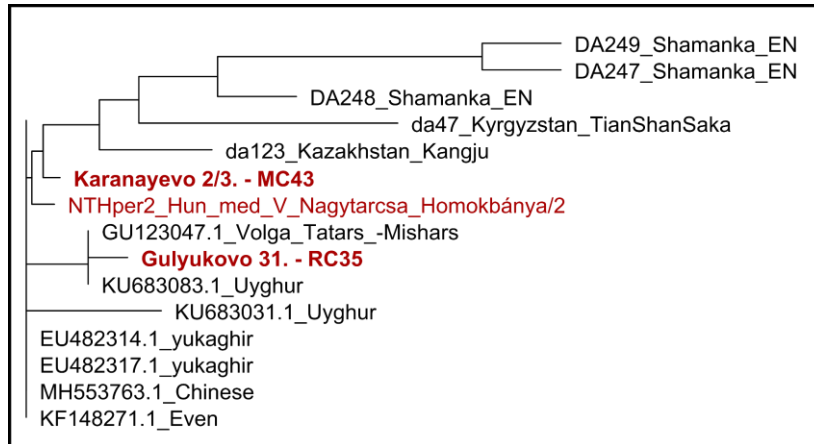 DA249_Shamanka_EN
DA247_Shamanka_EN
DA248_Shamanka_EN
da47_Kyrgyzstan_TianShanSaka
da123_Kazakhstan_Kangju
Karanayevo 2/3. - MC43
NTHper2_Hun_med_V_Nagytarcsa_Homokbánya/2
GU123047.1_Volga_Tatars_-Mishars
Gulyukovo 31. - RC35
KU683083.1_Uyghur
KU683031.1_Uyghur
EU482314.1_yukaghir
EU482317.1_yukaghir
MH553763.1_Chinese
KF148271.1_Even